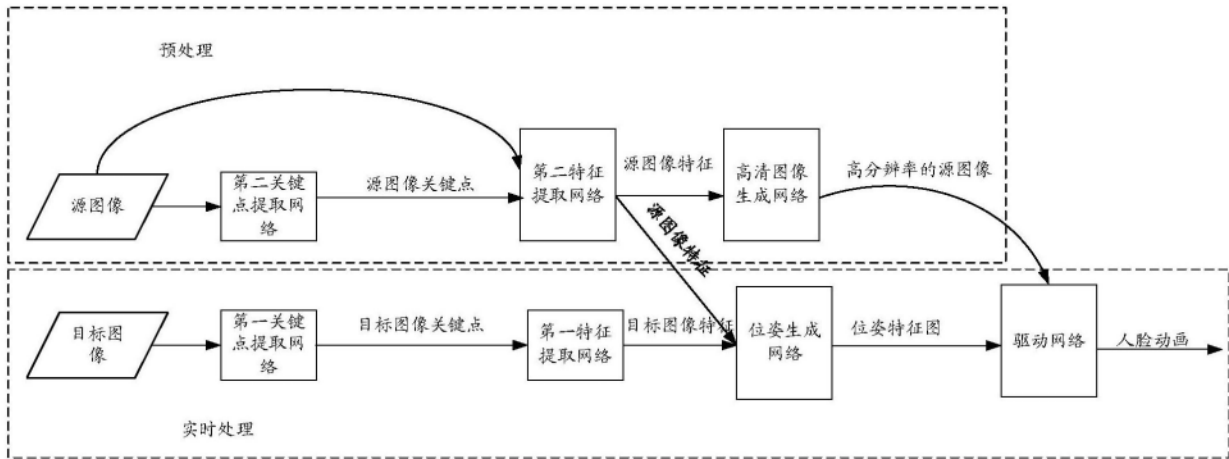 预处理
源图像
第二关键
点提取网
络
源图像关键点
第二特征
提取网络
源图像特征
高清图像
生成网络
高分辨率的源图像
源图像特征
目标图
像
第一关键
点提取网
络
目标图像关键点
第一特征
提取网络
目标图像特征
位姿生成
网络
位姿特征图
驱动网络
人脸动画
实时处理